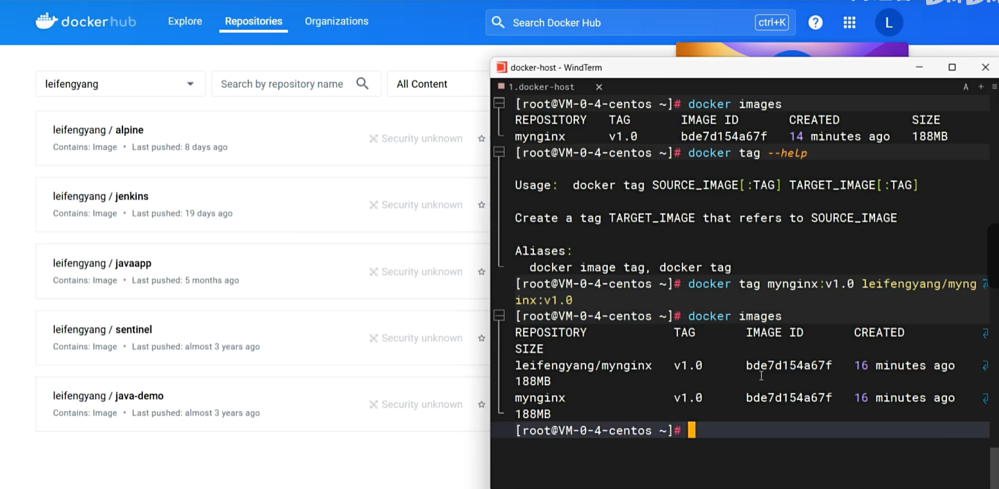 dockerhub
Explore
Repositories
Organizations
Search Docker Hub
ctrl+K
?
L
leifengyang
Search by repository name
All Content
leifengyang / alpine
Contains: Image • Last pushed: 8 days ago
Security unknown
leifengyang / jenkins
Contains: Image • Last pushed: 19 days ago
Security unknown
leifengyang / javaapp
Contains: Image • Last pushed: 5 months ago
Security unknown
leifengyang / sentinel
Contains: Image • Last pushed: almost 3 years ago
Security unknown
leifengyang / java-demo
Contains: Image • Last pushed: almost 3 years ago
Security unknown
docker-host - WindTerm
1.docker-host
A
[root@VM-0-4-centos ~]# docker images
REPOSITORY TAG IMAGE ID CREATED SIZE
mynginx v1.0 bde7d154a67f 14 minutes ago 188MB
[root@VM-0-4-centos ~]# docker tag --help
Usage: docker tag SOURCE_IMAGE[:TAG] TARGET_IMAGE[:TAG]
Create a tag TARGET_IMAGE that refers to SOURCE_IMAGE
Aliases:
docker image tag, docker tag
[root@VM-0-4-centos ~]# docker tag mynginx:v1.0 leifengyang/myng
inx:v1.0
[root@VM-0-4-centos ~]# docker images
REPOSITORY TAG IMAGE ID CREATED
SIZE
leifengyang/mynginx v1.0 bde7d154a67f 16 minutes ago
188MB
mynginx v1.0 bde7d154a67f 16 minutes ago
188MB
[root@VM-0-4-centos ~]#